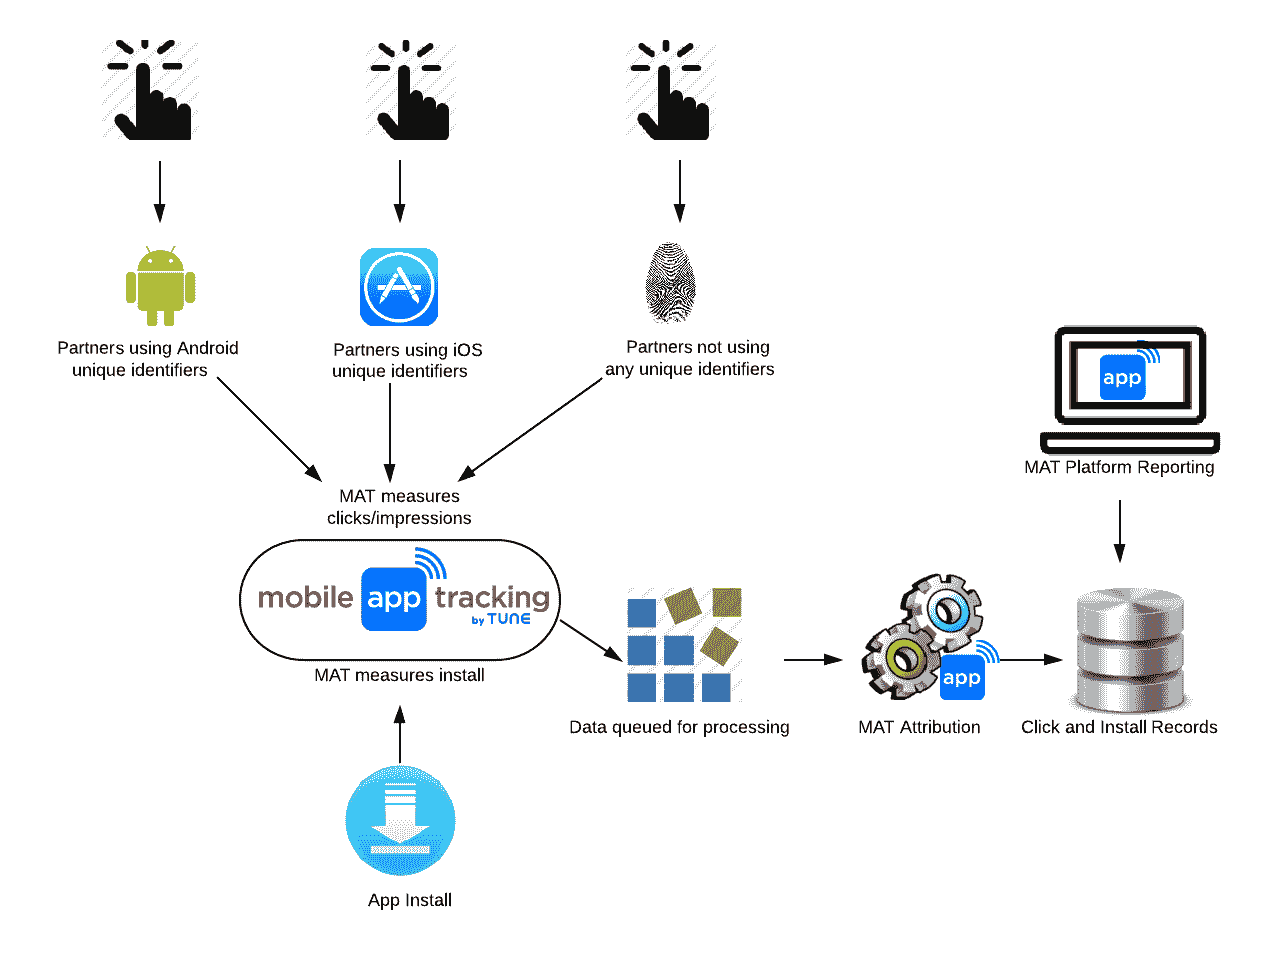 Partners using Android
unique identifiers
Partners using iOS
unique identifiers
Partners not using
any unique identifiers
app
MAT Platform Reporting
MAT measures
clicks/impressions
mobile app tracking
by TUNE
MAT measures install
app
Data queued for processing
MAT Attribution
Click and Install Records
App Install